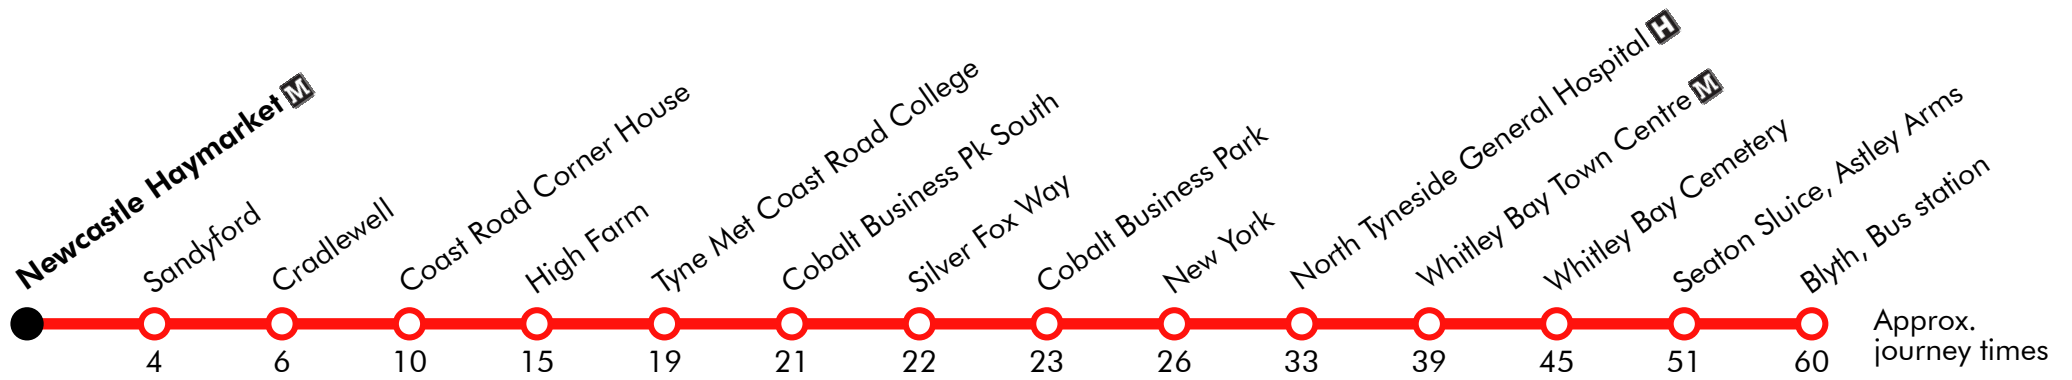 Newcastle Haymarket M
Sandyford
Cradlewell
Coast Road Corner House
High Farm
Tyne Met Coast Road College
Cobalt Business Pk South
Silver Fox Way
Cobalt Business Park
New York
North Tyneside General Hospital H
Whitley Bay Town Centre M
Whitley Bay Cemetery
Seaton Sluice, Astley Arms
Blyth, Bus station
4 6 10 15 19 21 22 23 26 33 39 45 51 60
Approx.
journey times